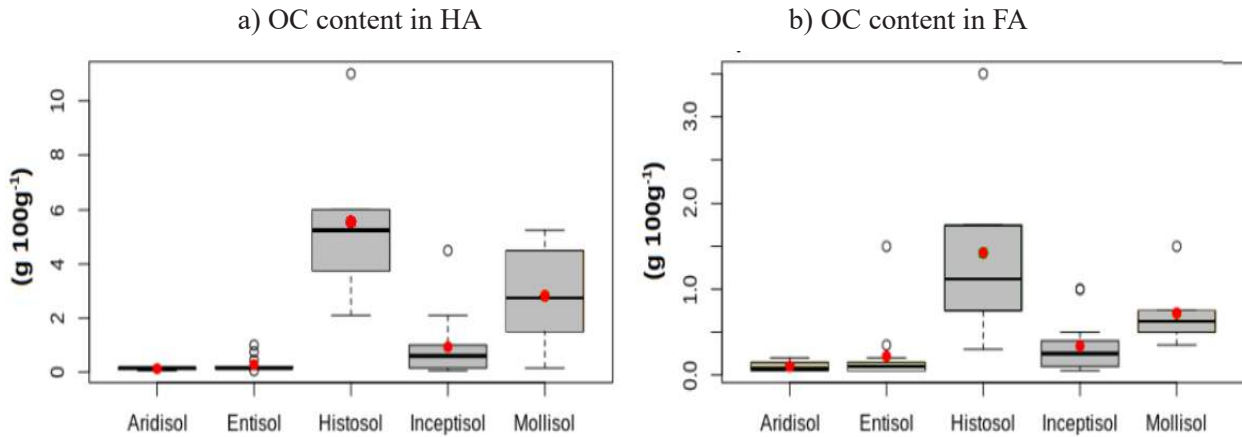 a) OC content in HA
(g 100g⁻¹)
10
8
6
4
2
0
Aridisol Entisol Histosol Inceptisol Mollisol
b) OC content in FA
(g 100g⁻¹)
3.0
2.0
1.0
0.0
Aridisol Entisol Histosol Inceptisol Mollisol